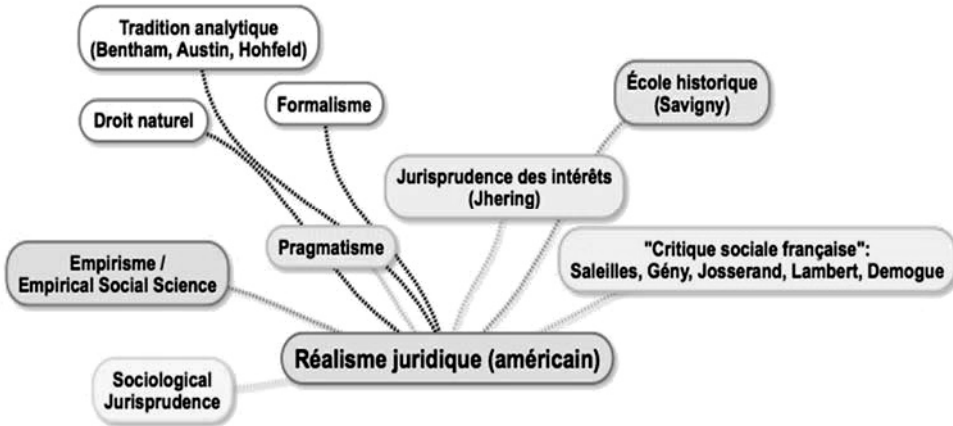 Tradition analytique
(Bentham, Austin, Hohfeld)
Formalisme
École historique
(Savigny)
Droit naturel
Jurisprudence des intérêts
(Jhering)
Pragmatisme
"Critique sociale française":
Saleilles, Gény, Josserand, Lambert, Demogue
Empirisme /
Empirical Social Science
Réalisme juridique (américain)
Sociological
Jurisprudence